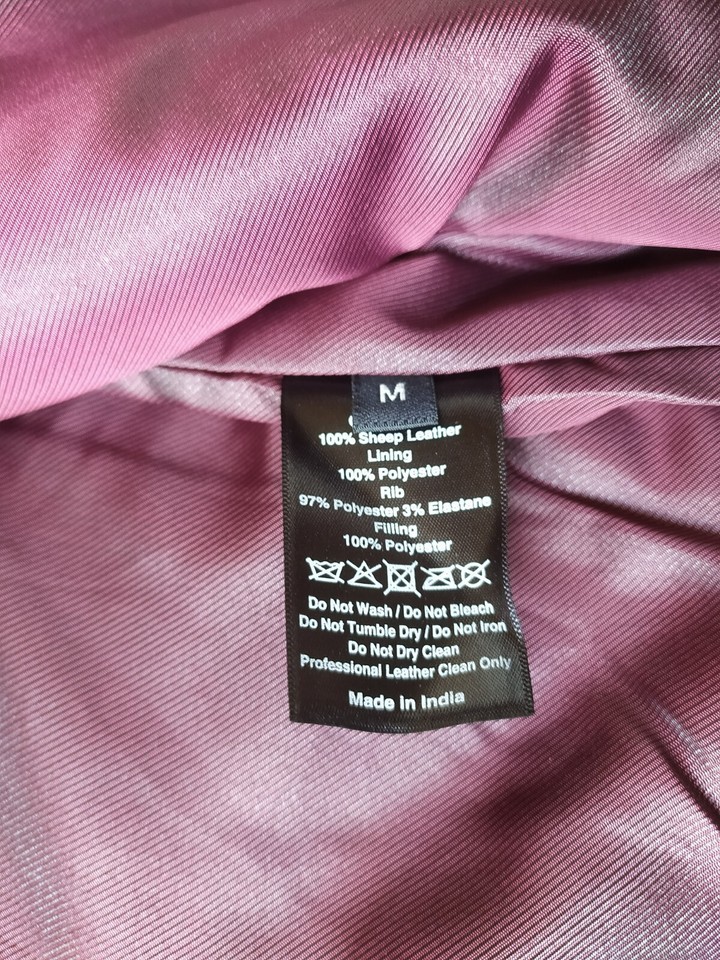 M
100% Sheep Leather
Lining
100% Polyester
Rib
97% Polyester 3% Elastane
Filling
100% Polyester
Do Not Wash / Do Not Bleach
Do Not Tumble Dry / Do Not Iron
Do Not Dry Clean
Professional Leather Clean Only
Made in India